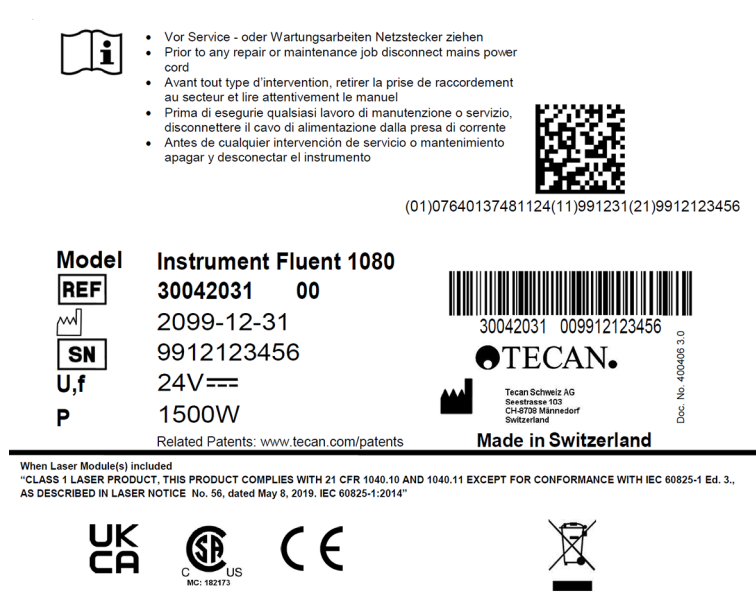 • Vor Service - oder Wartungsarbeiten Netzstecker ziehen
• Prior to any repair or maintenance job disconnect mains power
cord
• Avant tout type d'intervention, retirer la prise de raccordement
au secteur et lire attentivement le manuel
• Prima di esegurie qualsiasi lavoro di manutenzione o servizio,
disconnettere il cavo di alimentazione dalla presa di corrente
• Antes de cualquier intervención de servicio o mantenimiento
apagar y desconectar el instrumento
(01)07640137481124(11)991231(21)9912123456
Model Instrument Fluent 1080
REF 30042031 00
2099-12-31
SN 9912123456
U,f 24V
P 1500W
Related Patents: www.tecan.com/patents
30042031 009912123456
TECAN.
Tecan Schweiz AG
Seestrasse 103
CH-8708 Männedorf
Switzerland
Made in Switzerland
Doc. No. 400406 3.0
When Laser Module(s) included
“CLASS 1 LASER PRODUCT, THIS PRODUCT COMPLIES WITH 21 CFR 1040.10 AND 1040.11 EXCEPT FOR CONFORMANCE WITH IEC 60825-1 Ed. 3.,
AS DESCRIBED IN LASER NOTICE No. 56, dated May 8, 2019. IEC 60825-1:2014”
UK
CA
C SA US
MC: 182173
CE